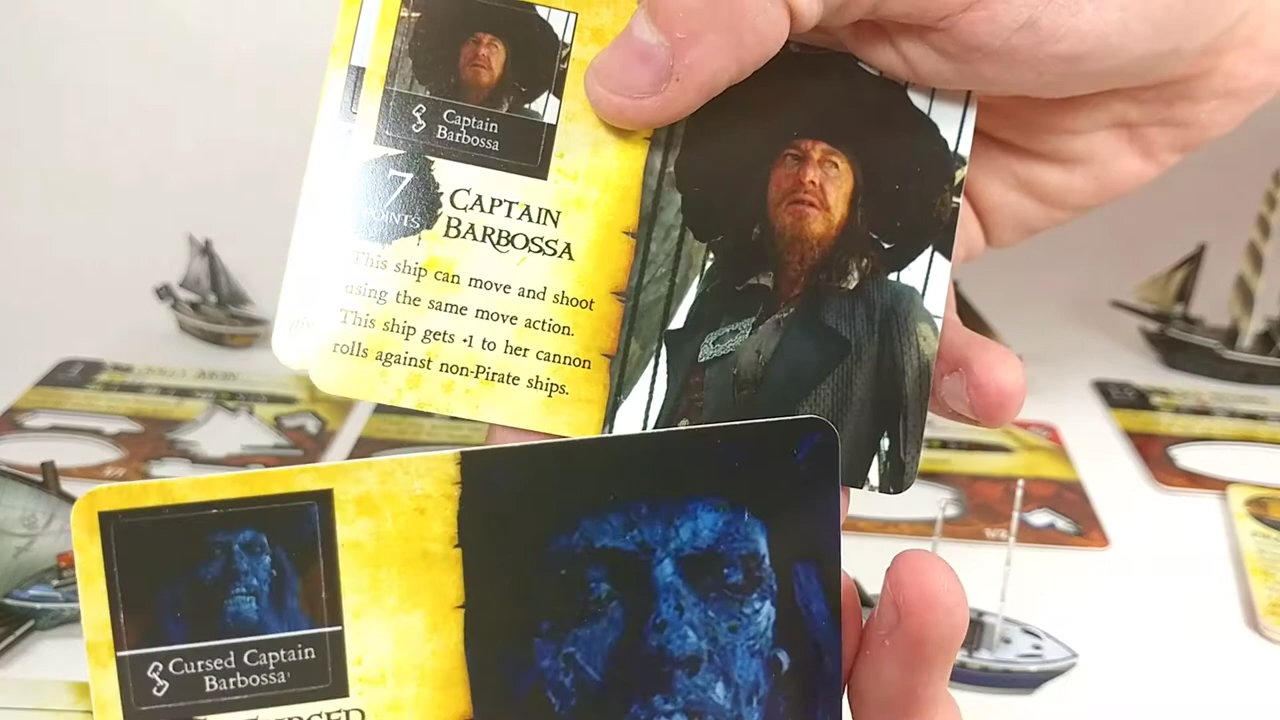 Captain
Barbossa
7
POINTS
CAPTAIN
BARBOSSA
This ship can move and shoot
using the same move action.
This ship gets +1 to her cannon
rolls against non-Pirate ships.
Cursed Captain
Barbossa
CURSED